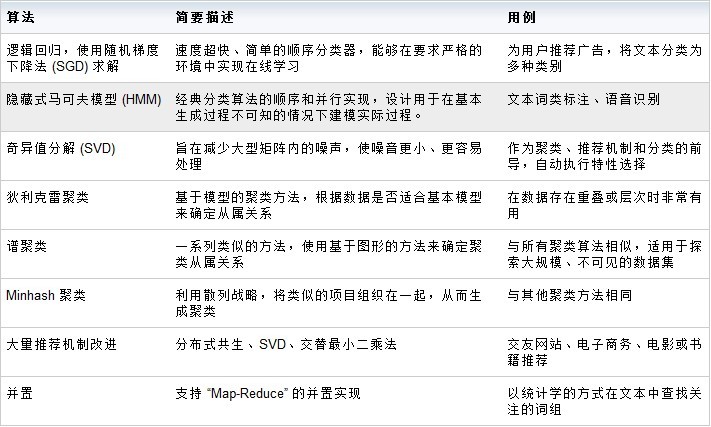 算法 简要描述 用例
逻辑回归，使用随机梯度 速度超快、简单的顺序分类器，能够在要求严格的 为用户推荐广告，将文本分类为
下降法 (SGD) 求解 环境中实现在线学习 多种类别
隐藏式马可夫模型 (HMM) 经典分类算法的顺序和并行实现，设计用于在基本 文本词类标注、语音识别
生成过程不可知的情况下建模实际过程。
奇异值分解 (SVD) 旨在减少大型矩阵内的噪声，使噪音更小、更容易 作为聚类、推荐机制和分类的前
处理 导，自动执行特性选择
狄利克雷聚类 基于模型的聚类方法，根据数据是否适合基本模型 在数据存在重叠或层次时非常有
来确定从属关系 用
谱聚类 一系列类似的方法，使用基于图形的方法来确定聚 与所有聚类算法相似，适用于探
类从属关系 索大规模、不可见的数据集
Minhash 聚类 利用散列战略，将类似的项目组织在一起，从而生 与其他聚类方法相同
成聚类
大量推荐机制改进 分布式共生、SVD、交替最小二乘法 交友网站、电子商务、电影或书
籍推荐
并置 支持 “Map-Reduce” 的并置实现 以统计学的方式在文本中查找关
注的词组